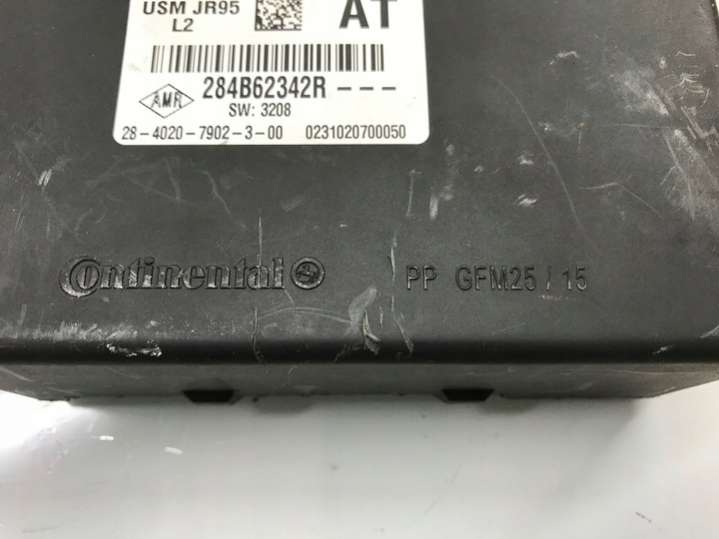 USM JR95
L2
AT
AMR
284B62342R - - -
SW: 3208
28-4020-7902-3-00 0231020700050
Continental
PP GFM25 / 15